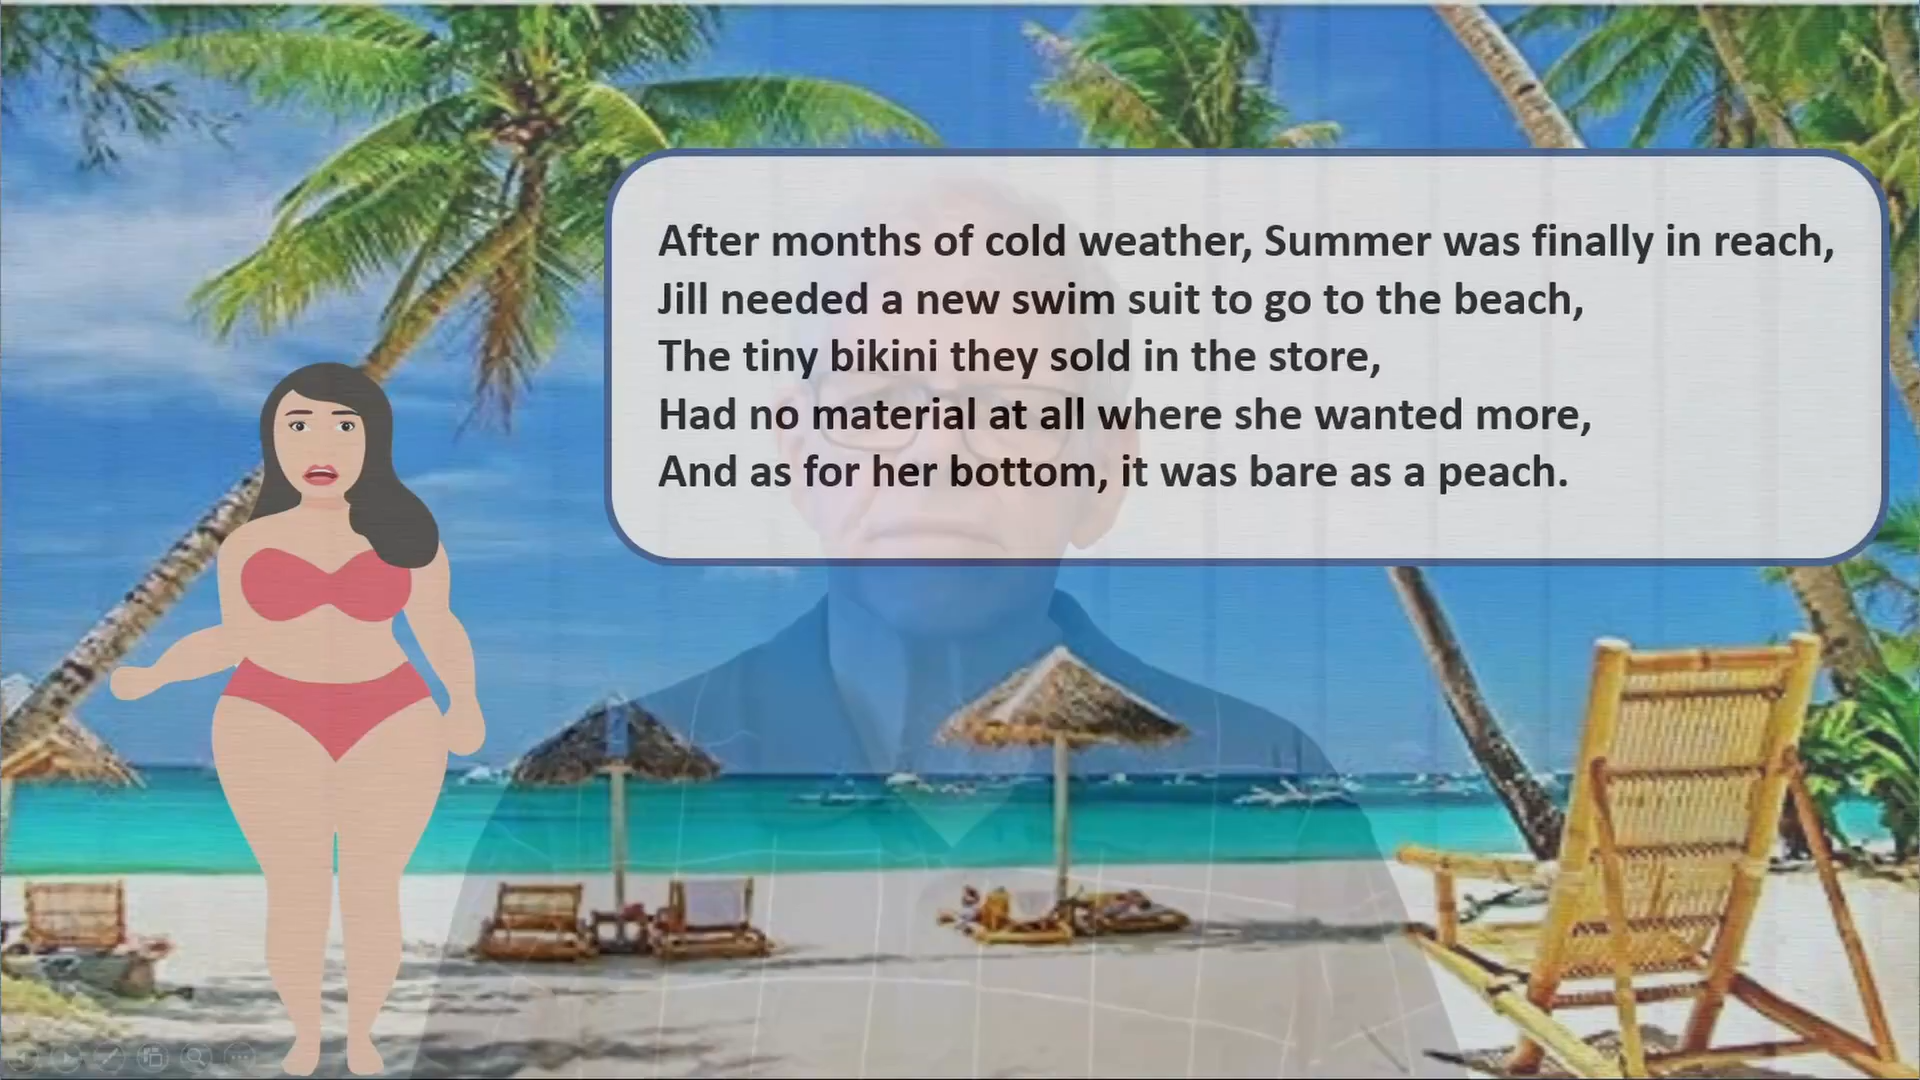 After months of cold weather, Summer was finally in reach,
Jill needed a new swim suit to go to the beach,
The tiny bikini they sold in the store,
Had no material at all where she wanted more,
And as for her bottom, it was bare as a peach.